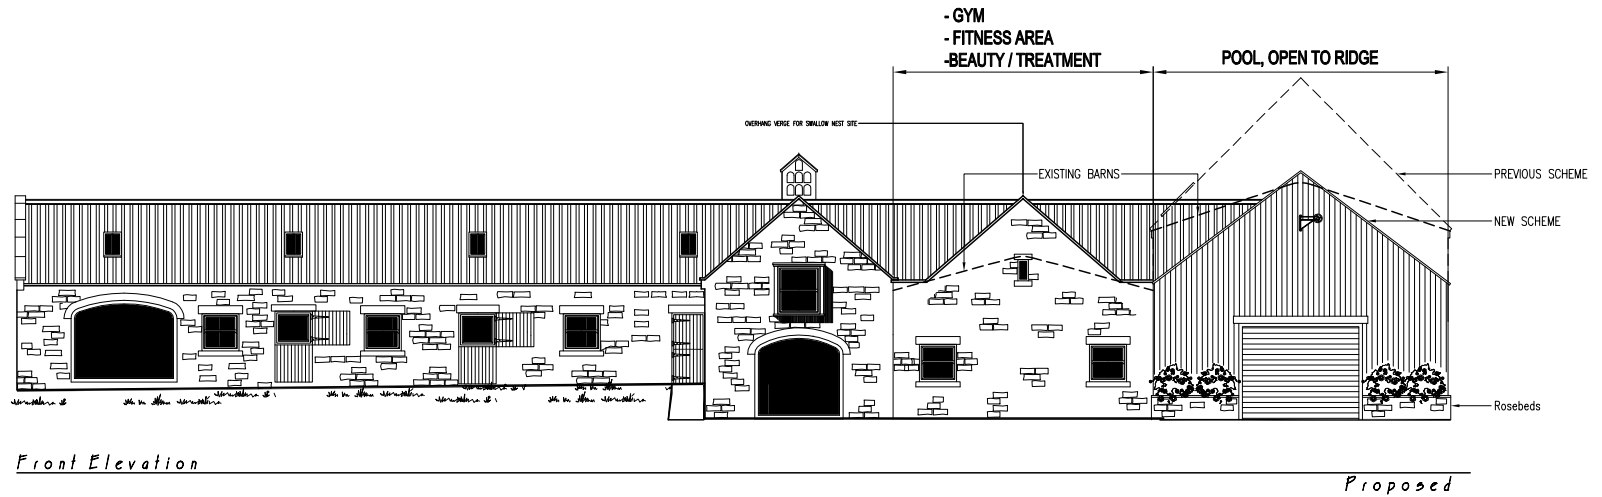 - GYM
- FITNESS AREA
-BEAUTY / TREATMENT
POOL, OPEN TO RIDGE
OVERHANG VERGE FOR SWALLOW NEST SITE
EXISTING BARNS
PREVIOUS SCHEME
NEW SCHEME
Rosebeds
Front Elevation
Proposed